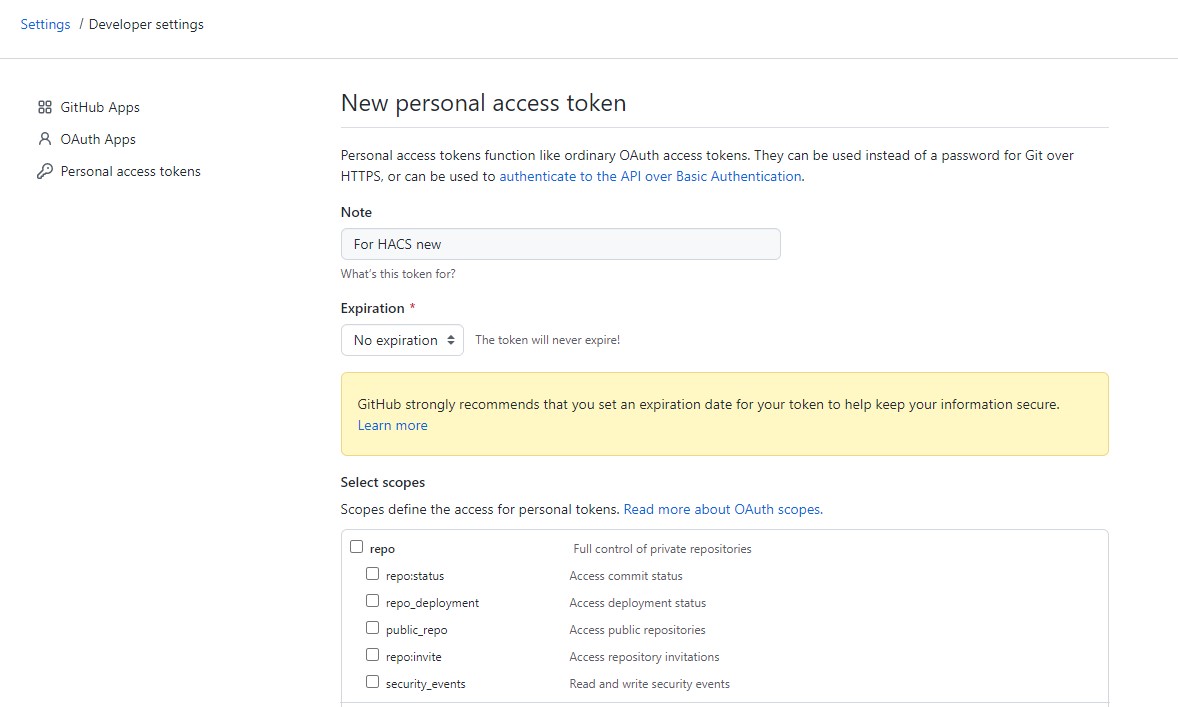 Settings / Developer settings
GitHub Apps
OAuth Apps
Personal access tokens
New personal access token
Personal access tokens function like ordinary OAuth access tokens. They can be used instead of a password for Git over
HTTPS, or can be used to authenticate to the API over Basic Authentication.
Note
For HACS new
What's this token for?
Expiration *
No expiration The token will never expire!
GitHub strongly recommends that you set an expiration date for your token to help keep your information secure.
Learn more
Select scopes
Scopes define the access for personal tokens. Read more about OAuth scopes.
repo Full control of private repositories
repo:status Access commit status
repo_deployment Access deployment status
public_repo Access public repositories
repo:invite Access repository invitations
security_events Read and write security events